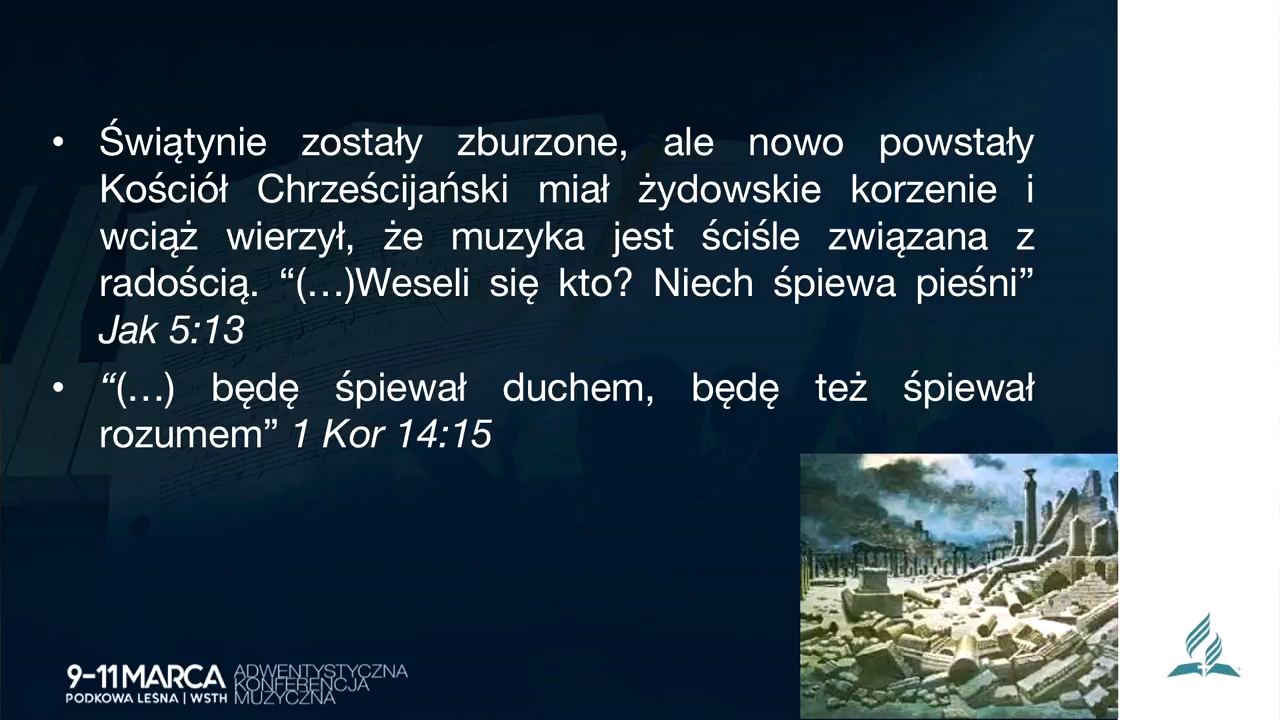 • Świątynie zostały zburzone, ale nowo powstały
Kościół Chrześcijański miał żydowskie korzenie i
wciąż wierzył, że muzyka jest ściśle związana z
radością. “(…)Weseli się kto? Niech śpiewa pieśni”
Jak 5:13
• “(…) będę śpiewał duchem, będę też śpiewał
rozumem” 1 Kor 14:15
9-11 MARCA
PODKOWA LEŚNA | WSTH
ADWENTYSTYCZNA
KONFERENCJA
MUZYCZNA